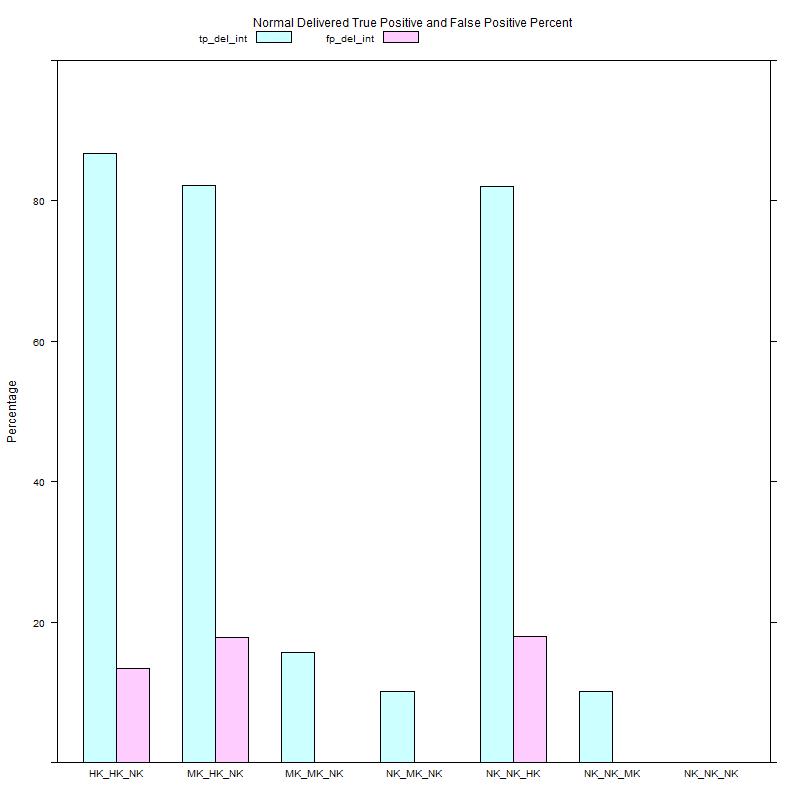 Normal Delivered True Positive and False Positive Percent
tp_del_int fp_del_int
80
60
Percentage
40
20
HK_HK_NK MK_HK_NK MK_MK_NK NK_MK_NK NK_NK_HK NK_NK_MK NK_NK_NK